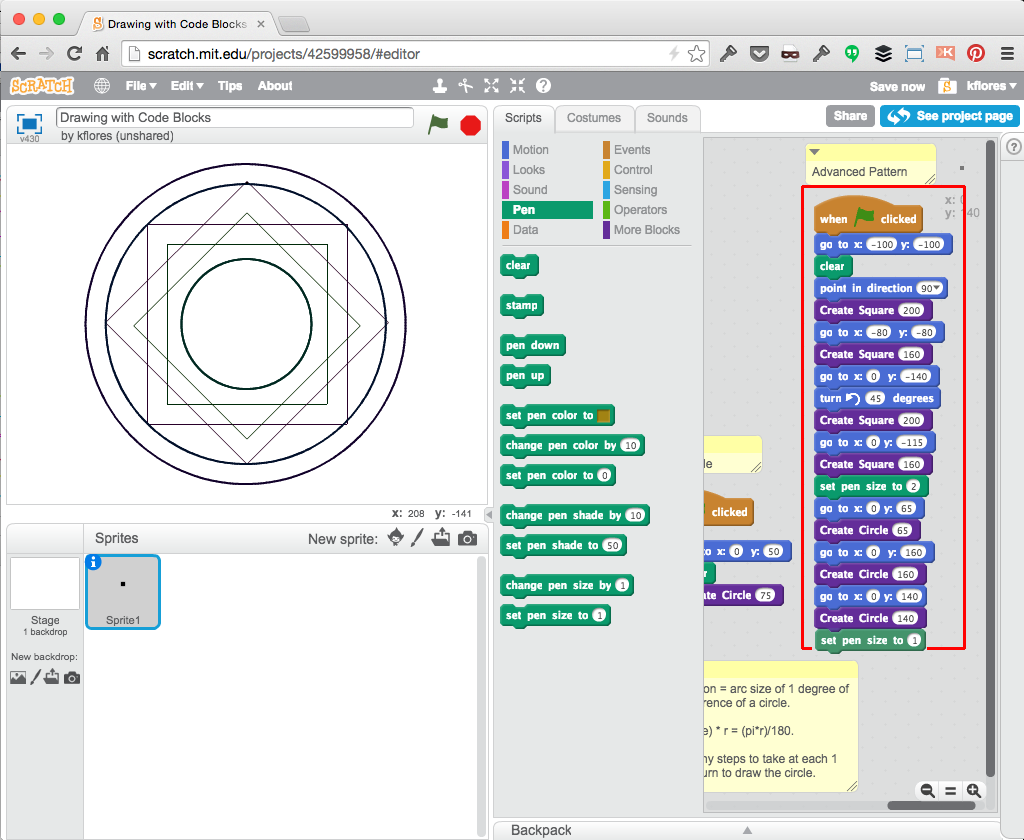 Drawing with Code Blocks
scratch.mit.edu/projects/42599958/#editor
SCRATCH
File
Edit
Tips
About
Save now
kflores
v430
Drawing with Code Blocks
by kflores (unshared)
Scripts
Costumes
Sounds
Share
See project page
Motion
Looks
Sound
Pen
Data
Events
Control
Sensing
Operators
More Blocks
clear
stamp
pen down
pen up
set pen color to
change pen color by 10
set pen color to 0
change pen shade by 10
set pen shade to 50
change pen size by 1
set pen size to 1
Advanced Pattern
x: 0
y: 140
when clicked
go to x: -100 y: -100
clear
point in direction 90
Create Square 200
go to x: -80 y: -80
Create Square 160
go to x: 0 y: -140
turn 45 degrees
Create Square 200
go to x: 0 y: -115
Create Square 160
set pen size to 2
go to x: 0 y: 65
Create Circle 65
go to x: 0 y: 160
Create Circle 160
go to x: 0 y: 140
Create Circle 140
set pen size to 1
le
clicked
o x: 0 y: 50
r
te Circle 75
on = arc size of 1 degree of
rence of a circle.
e) * r = (pi*r)/180.
ny steps to take at each 1
urn to draw the circle.
x: 208 y: -141
Sprites
New sprite:
Stage
1 backdrop
New backdrop:
Sprite1
Backpack